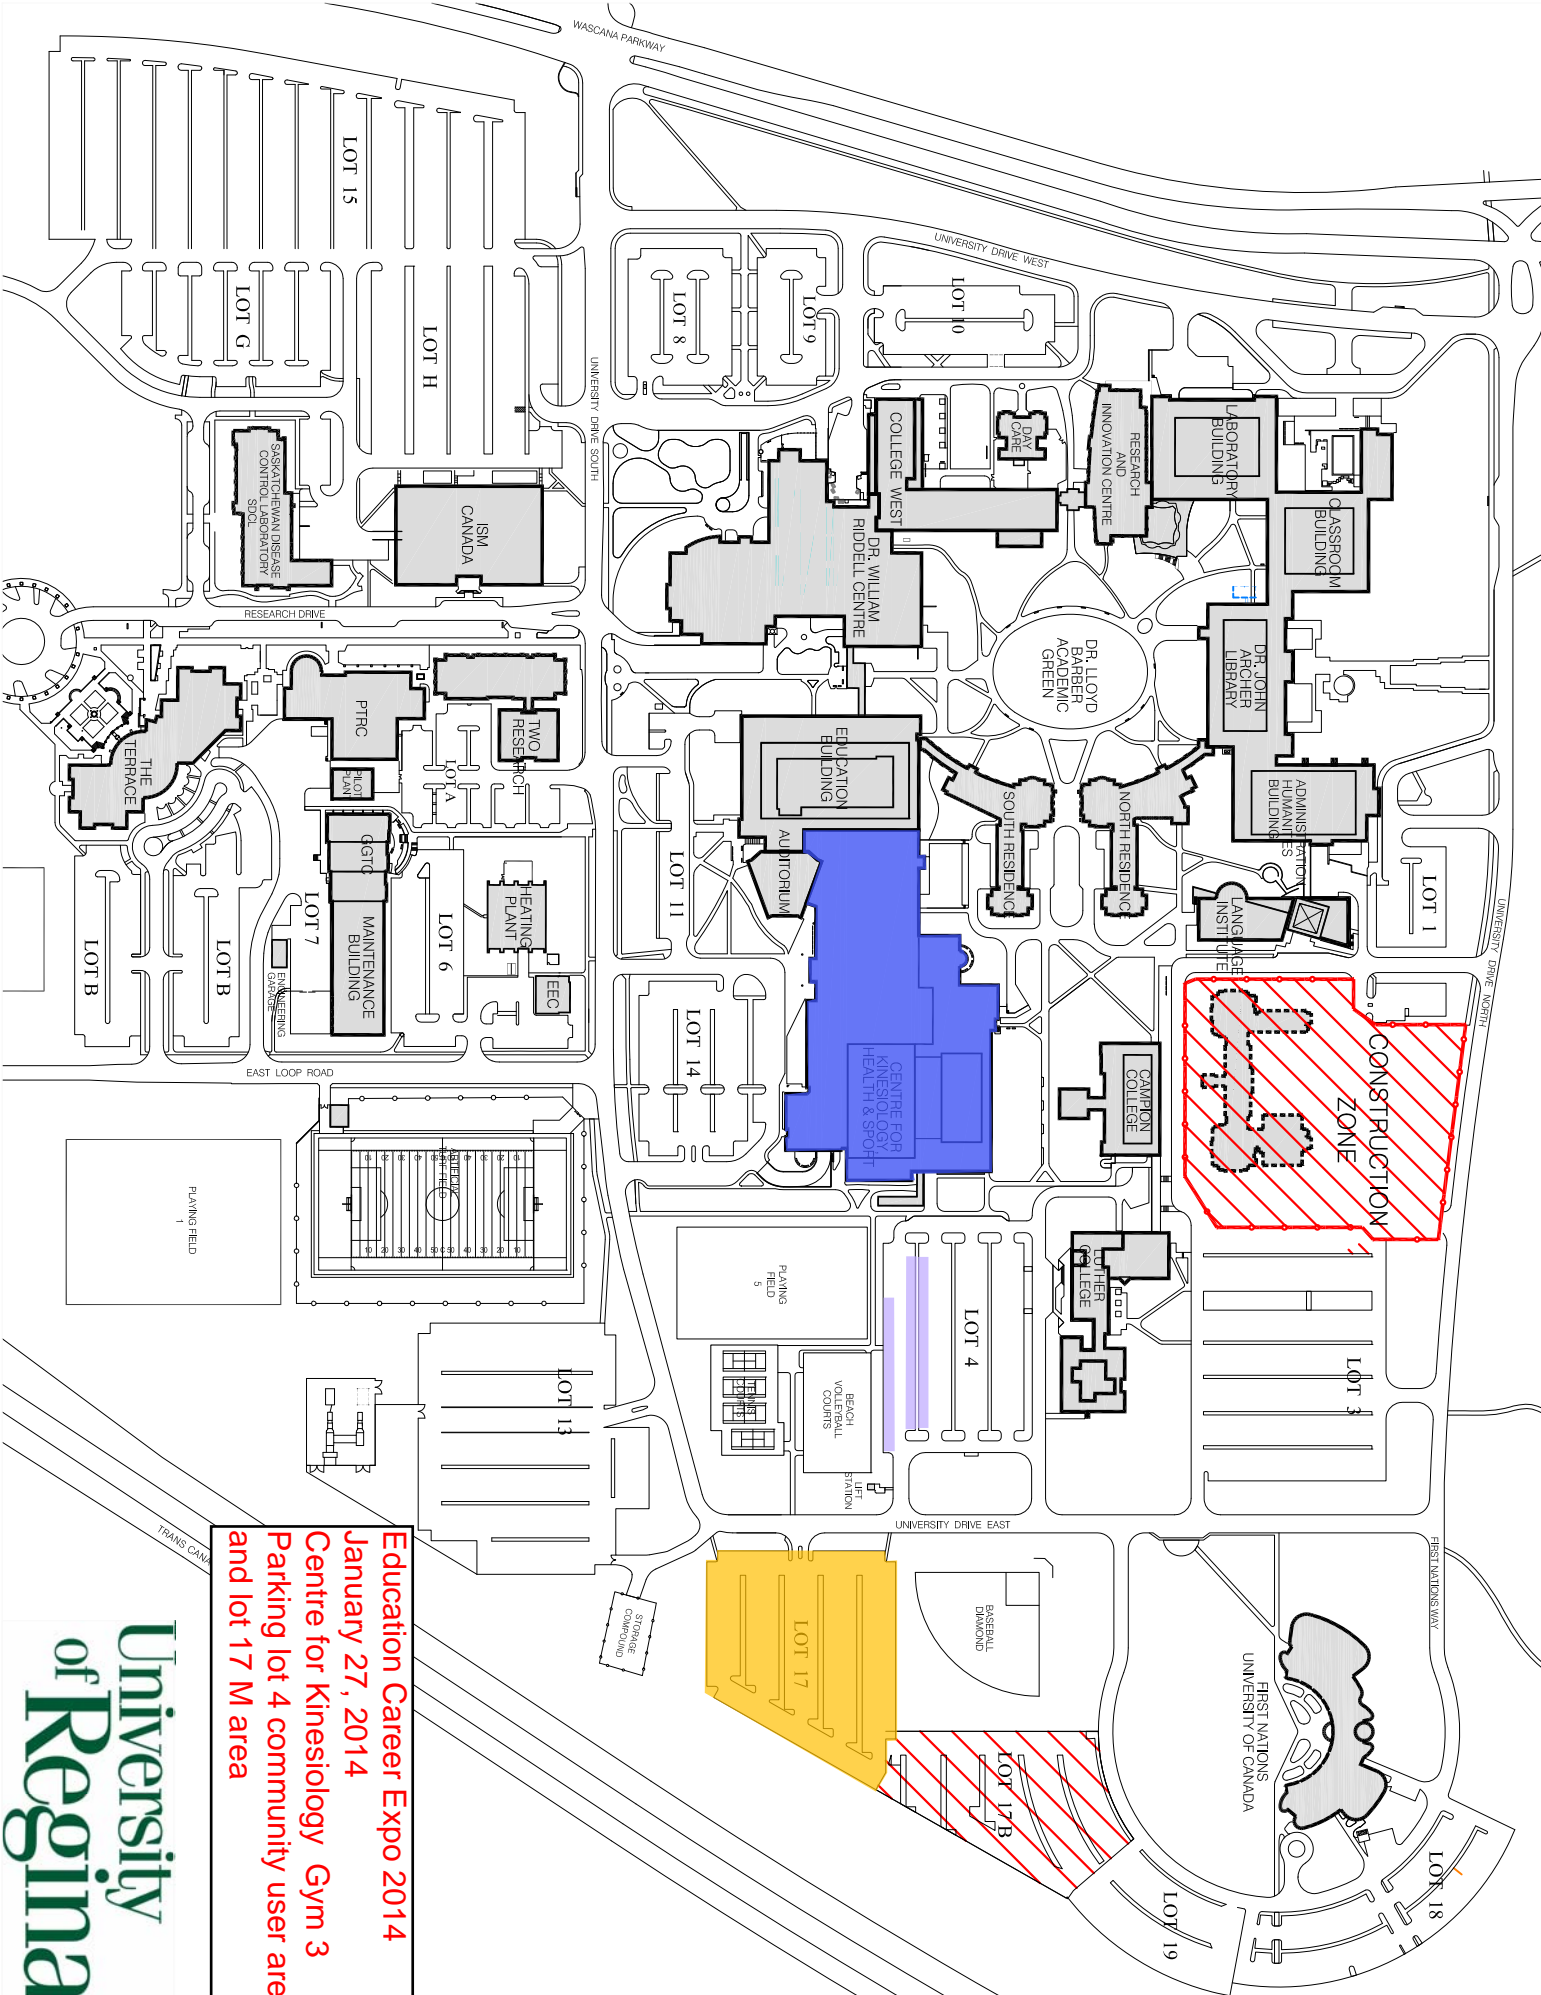 WASCANA PARKWAY
LOT 15
UNIVERSITY DRIVE WEST
LOT G
LOT H
LOT 8
LOT 9
LOT 10
UNIVERSITY DRIVE SOUTH
SASKATCHEWAN DISEASE
CONTROL LABORATORY
SDCL
ISM
CANADA
COLLEGE WEST
DAY
CARE
RESEARCH
AND
INNOVATION CENTRE
LABORATORY
BUILDING
CLASSROOM
BUILDING
DR. WILLIAM
RIDDELL CENTRE
RESEARCH DRIVE
DR. LLOYD
BARBER
ACADEMIC
GREEN
DR. JOHN
ARCHER
LIBRARY
THE
TERRACE
PTRC
TWO
RESEARCH
PILOT
PLANT
LOT A
EDUCATION
BUILDING
AUDITORIUM
SOUTH RESIDENCE
NORTH RESIDENCE
ADMINISTRATION
HUMANITIES
BUILDING
LOT 1
LOT B
LOT B
GGTC
LOT 7
MAINTENANCE
BUILDING
ENGINEERING
GARAGE
LOT 6
HEATING
PLANT
EEC
LOT 11
LOT 14
LANGUAGE
INSTITUTE
UNIVERSITY DRIVE NORTH
CONSTRUCTION
ZONE
CENTRE FOR
KINESIOLOGY
HEALTH & SPORT
CAMPION
COLLEGE
EAST LOOP ROAD
PLAYING FIELD
1
ARTIFICIAL
TURF FIELD
PLAYING
FIELD
5
LOT 4
LUTHER
COLLEGE
LOT 3
LOT 13
TENNIS
COURTS
BEACH
VOLLEYBALL
COURTS
LIFT
STATION
UNIVERSITY DRIVE EAST
FIRST NATIONS WAY
TRANS CANA
STORAGE
COMPOUND
LOT 17
BASEBALL
DIAMOND
LOT 17B
FIRST NATIONS
UNIVERSITY OF CANADA
LOT 18
LOT 19
Education Career Expo 2014
January 27, 2014
Centre for Kinesiology Gym 3
Parking lot 4 community user are
and lot 17 M area
University
of Regina